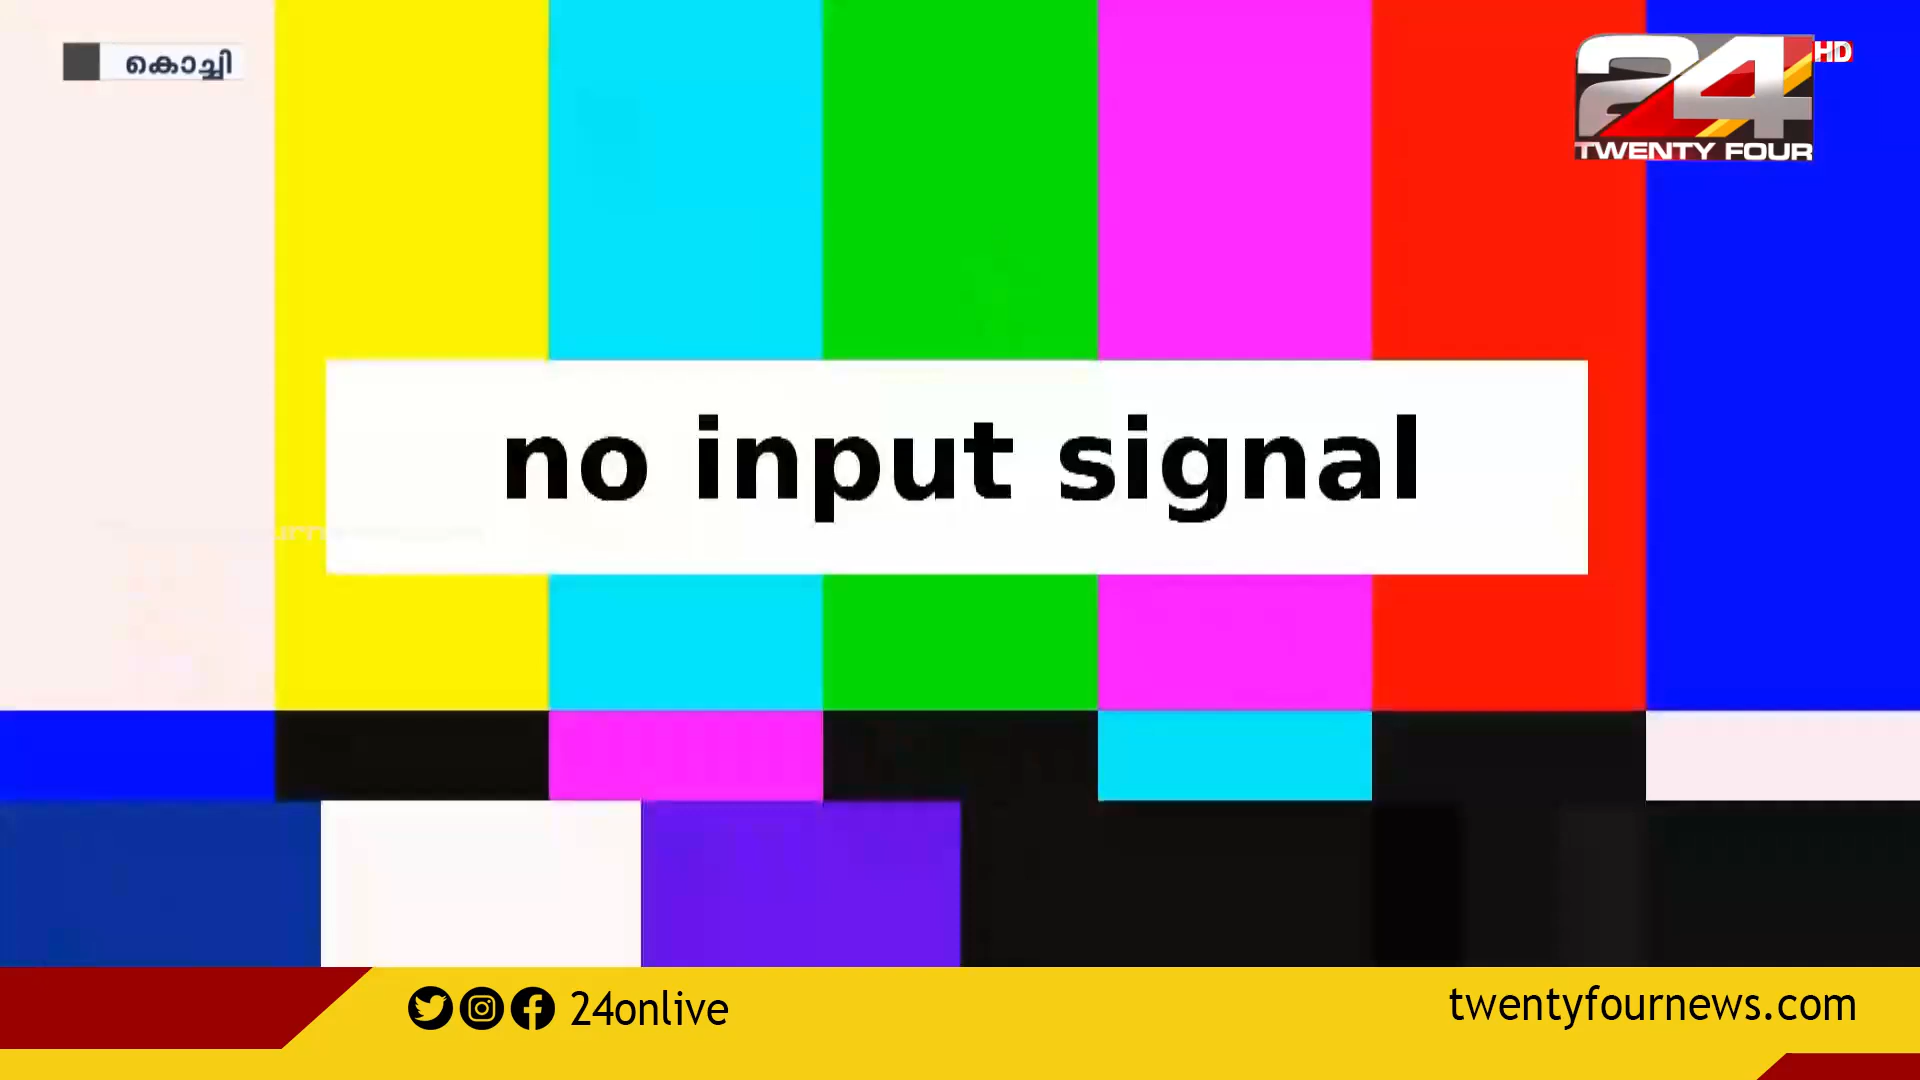 കൊച്ചി
24 HD
TWENTY FOUR
no input signal
24onlive
twentyfournews.com